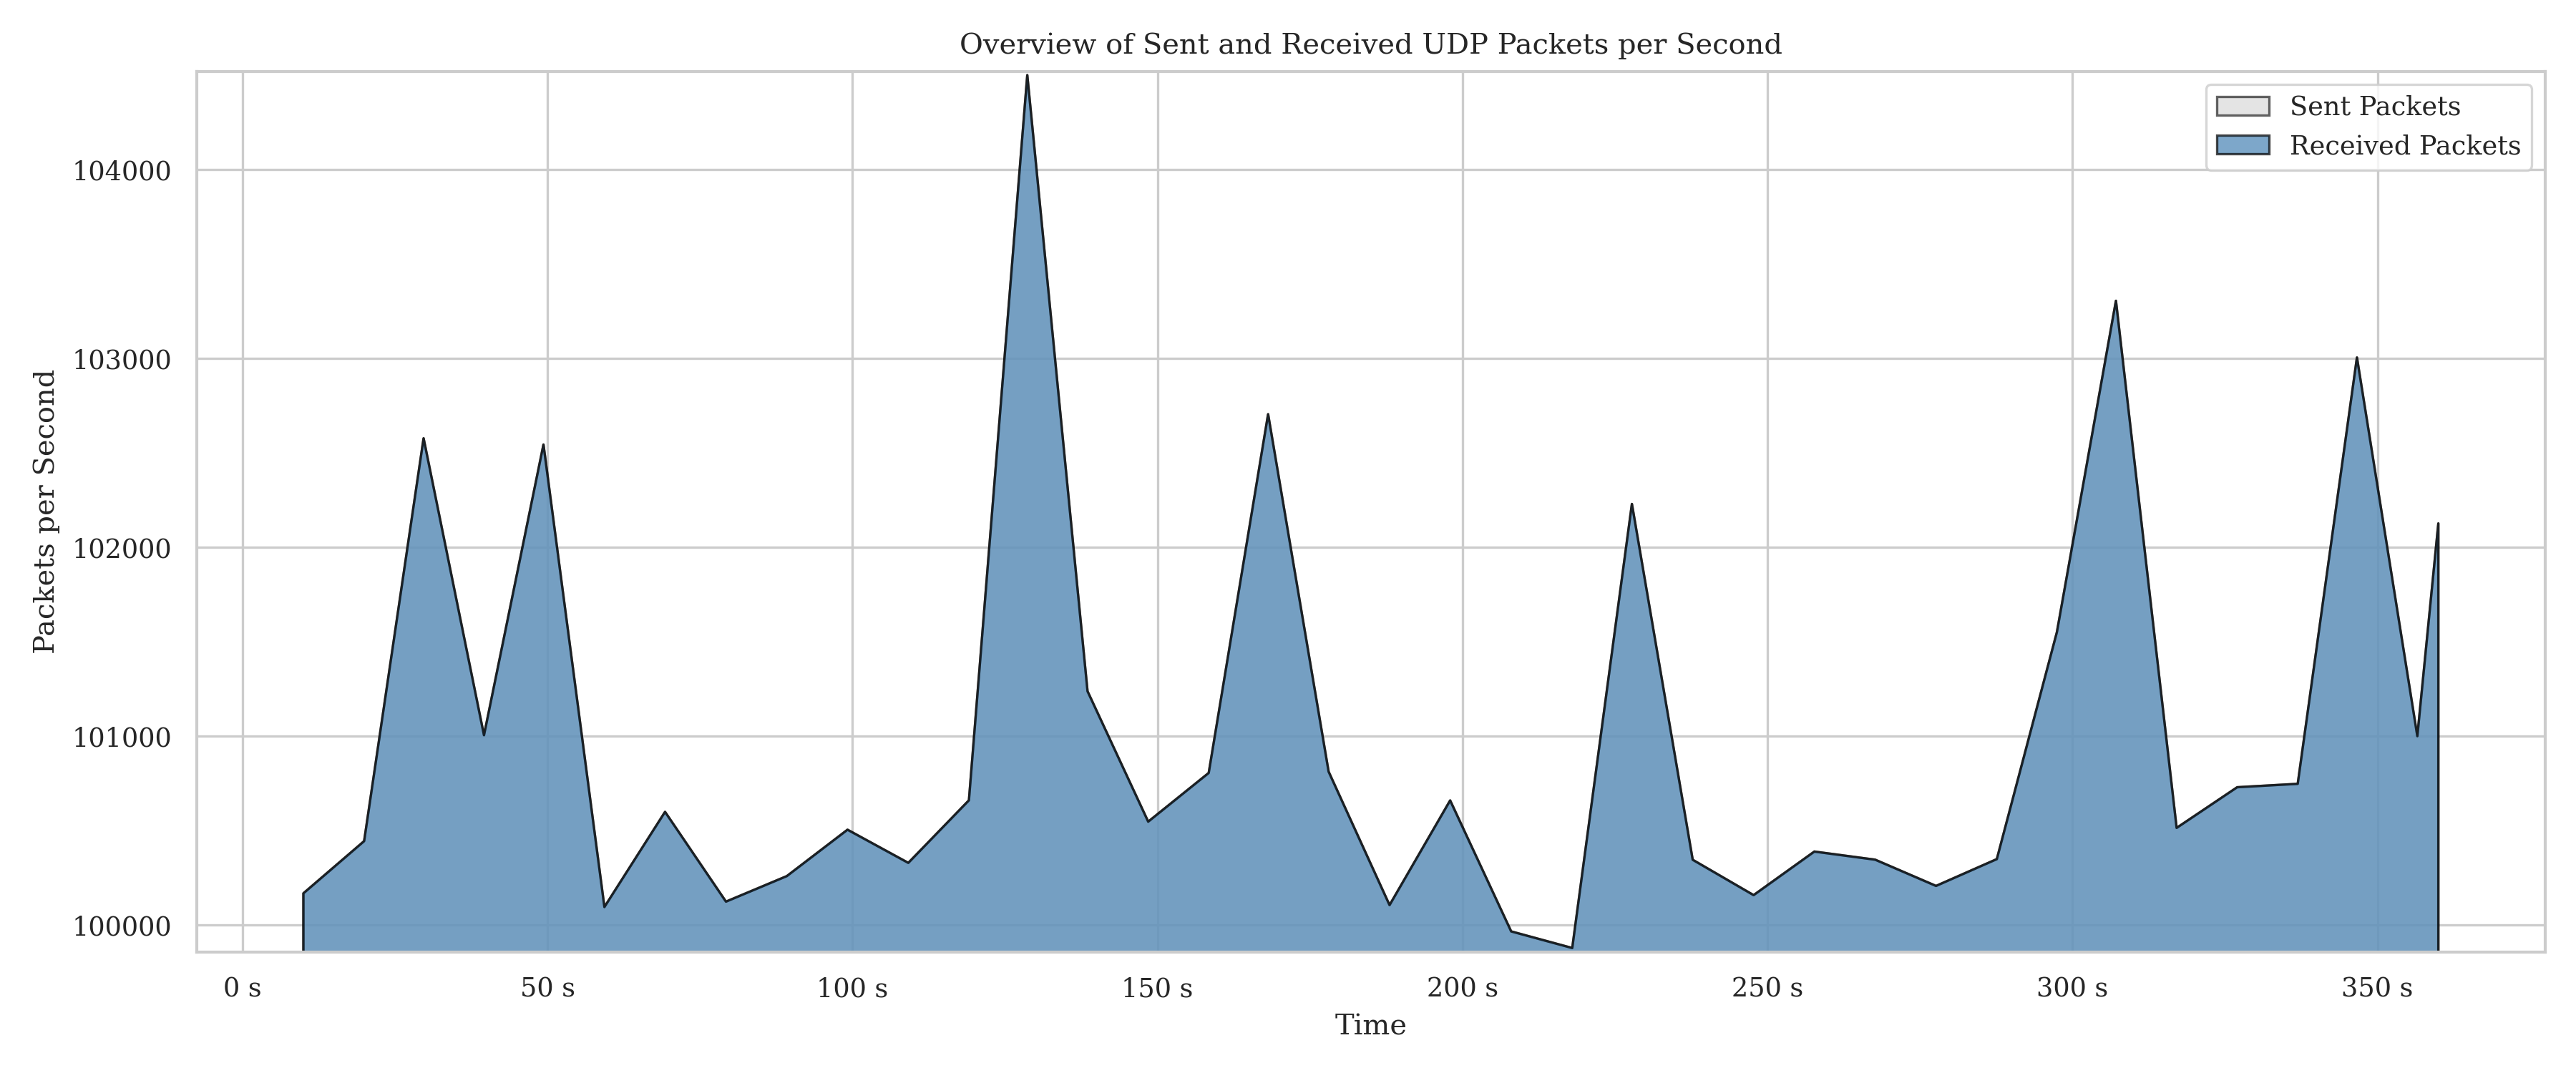 Overview of Sent and Received UDP Packets per Second
Sent Packets
Received Packets
Packets per Second
104000
103000
102000
101000
100000
0 s
50 s
100 s
150 s
200 s
250 s
300 s
350 s
Time